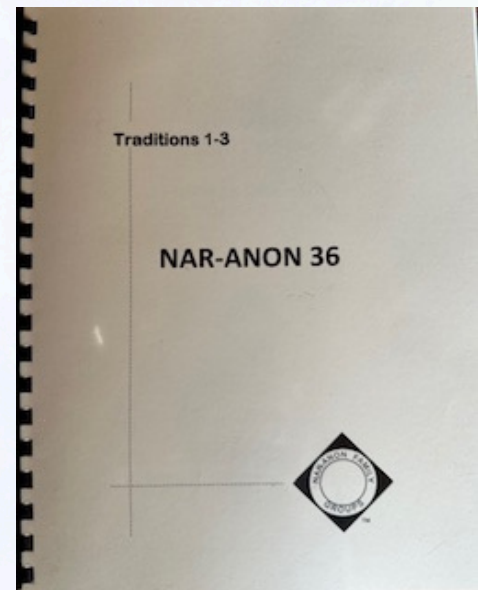 Traditions 1-3
NAR-ANON 36
NAR-ANON FAMILY
GROUPS
TM